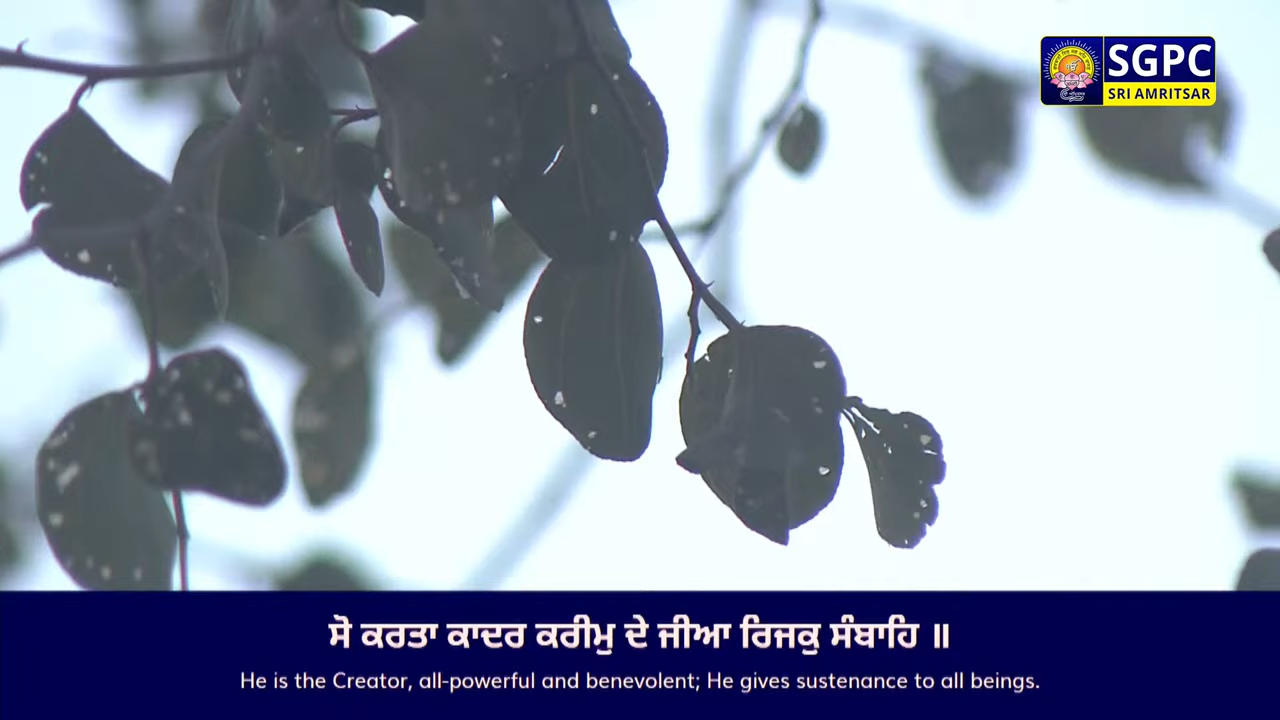 SGPC
SRI AMRITSAR
ਸੋ ਕਰਤਾ ਕਾਦਰ ਕਰੀਮੁ ਦੇ ਜੀਆ ਰਿਜਕੁ ਸੰਬਾਹਿ ॥
He is the Creator, all-powerful and benevolent; He gives sustenance to all beings.